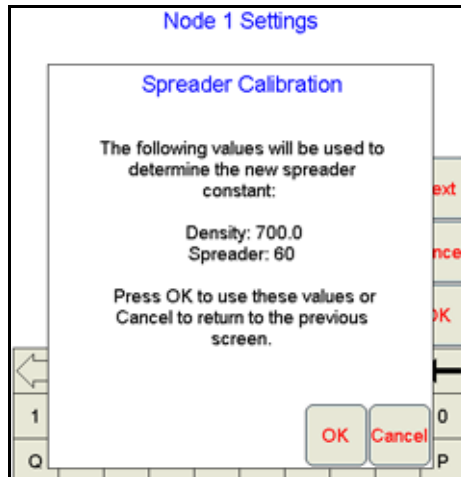 Node 1 Settings
Spreader Calibration
The following values will be used to
determine the new spreader
constant:
Density: 700.0
Spreader: 60
Press OK to use these values or
Cancel to return to the previous
screen.
OK
Cancel
1
0
Q
P